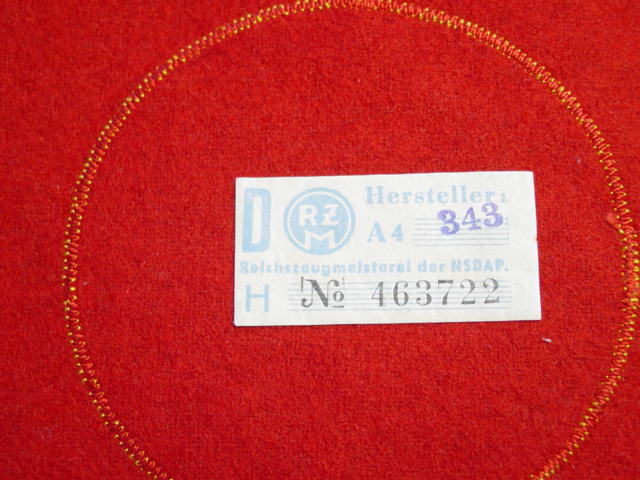 D RZM Hersteller:
A4 343
Reichszeugmeisterei der NSDAP.
H № 463722